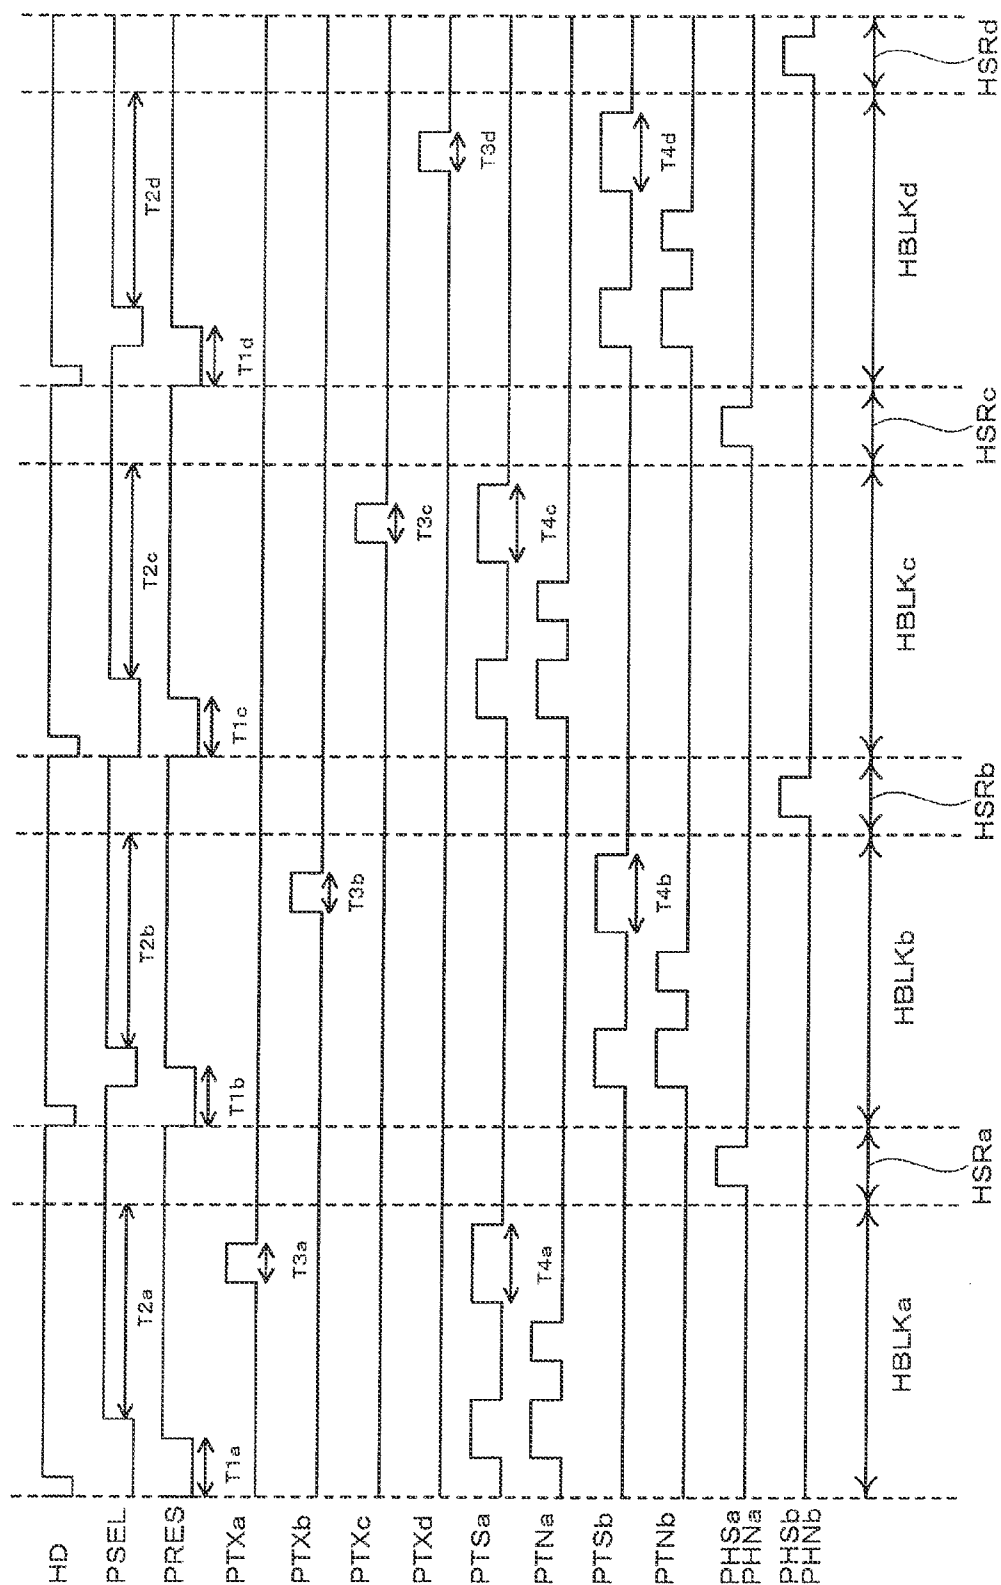 HD
PSEL
PRES
PTXa
PTXb
PTXc
PTXd
PTSa
PTNa
PTSb
PTNb
PHSa
PHNa
PHSb
PHNb
T1a
T2a
T3a
T4a
T1b
T2b
T3b
T4b
T1c
T2c
T3c
T4c
T1d
T2d
T3d
T4d
HBLKa
HSRa
HBLKb
HSRb
HBLKc
HSRc
HBLKd
HSRd